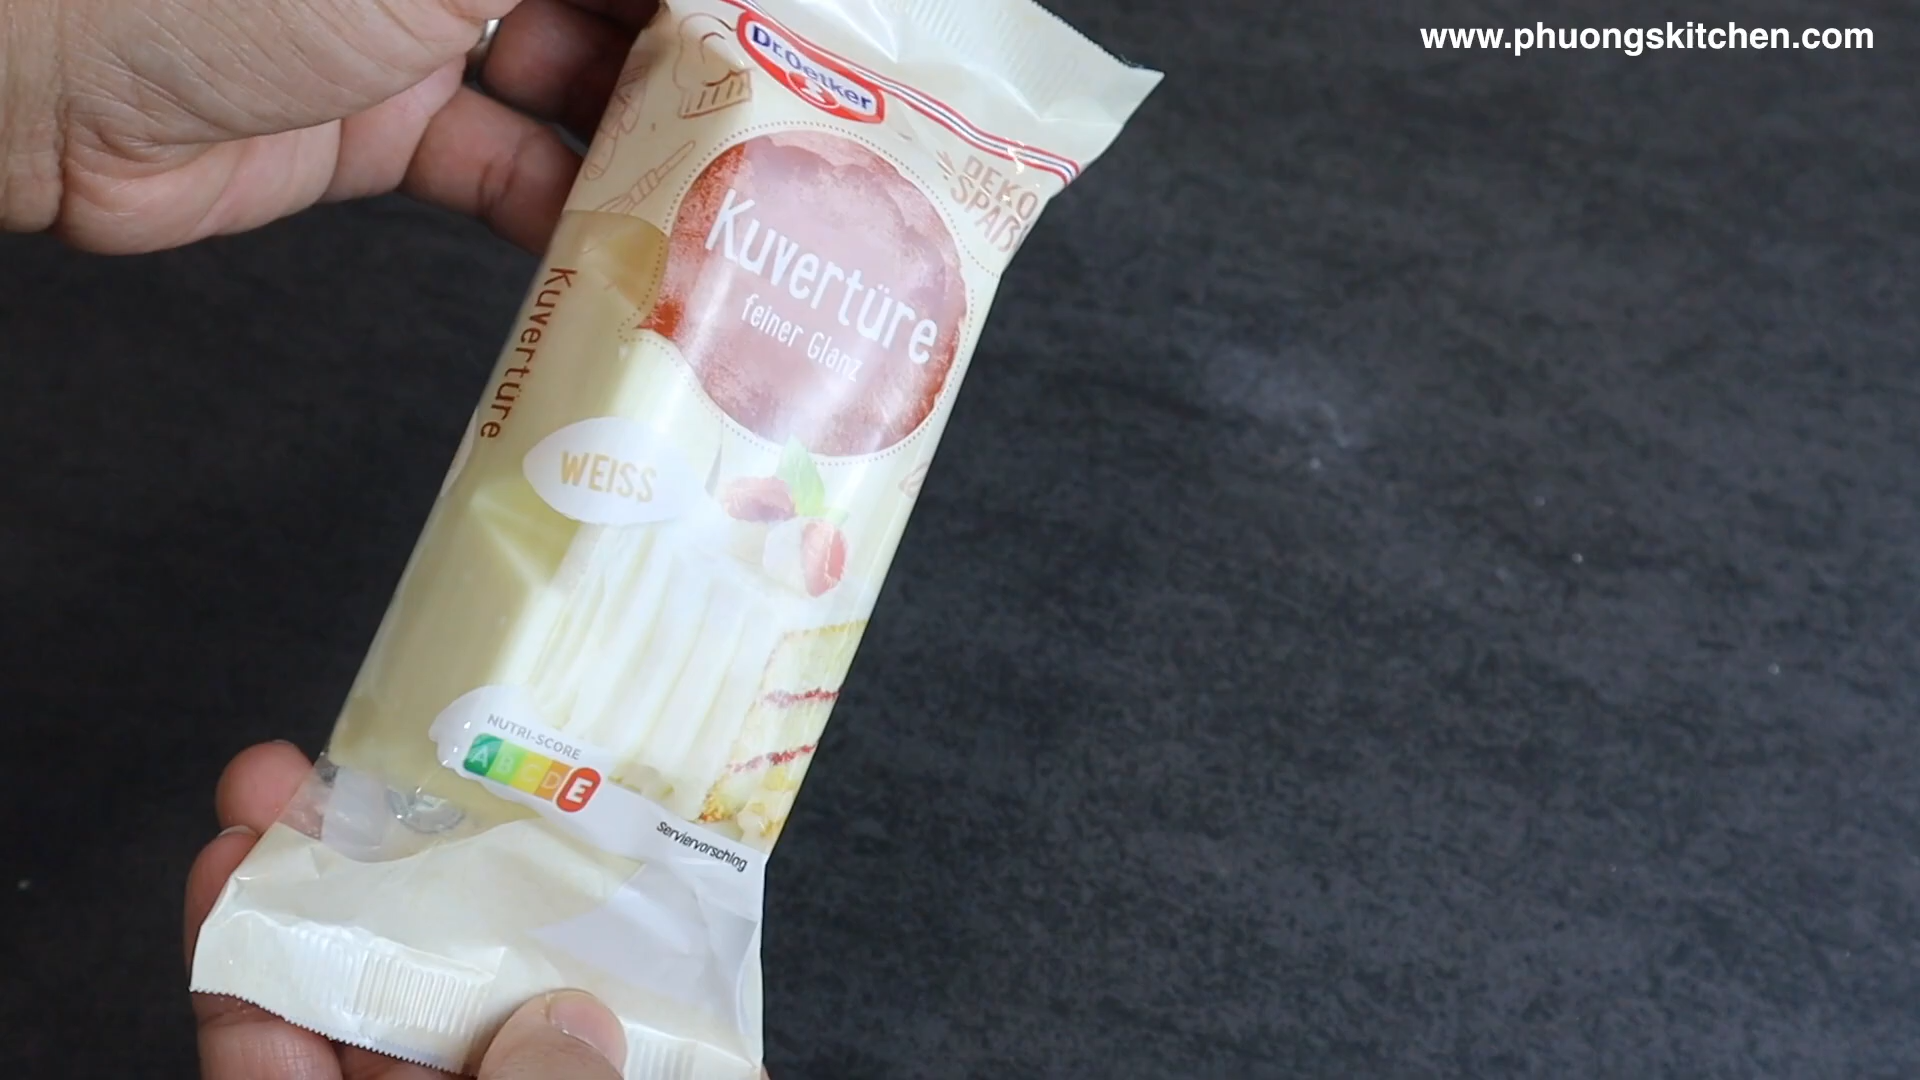 www.phuongskitchen.com
Dr.Oetker
DEKO
SPAß
Kuvertüre
feiner Glanz
Kuvertüre
WEISS
NUTRI-SCORE
A B C D E
Serviervorschlag